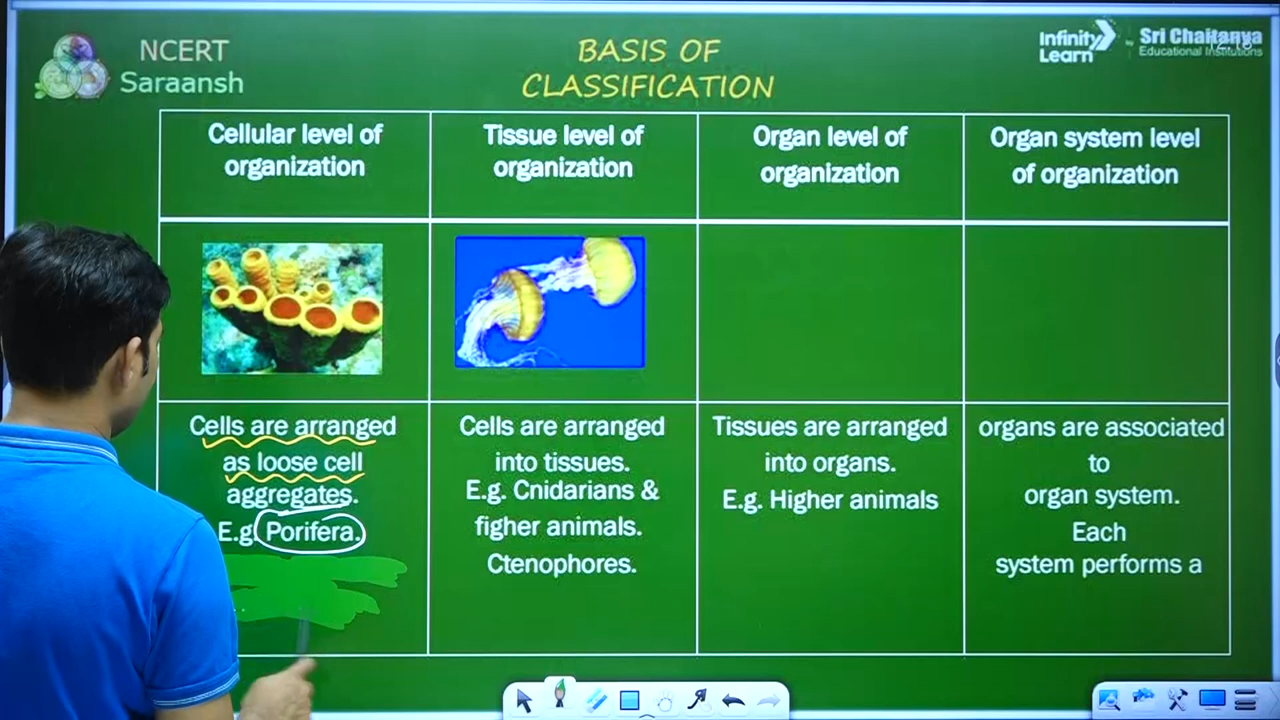 NCERT
Saraansh
BASIS OF
CLASSIFICATION
Infinity
Learn
by
Sri Chaitanya
Educational Institutions
Cellular level of
organization
Tissue level of
organization
Organ level of
organization
Organ system level
of organization
Cells are arranged
as loose cell
aggregates.
E.g. Porifera.
Cells are arranged
into tissues.
E.g. Cnidarians &
figher animals.
Ctenophores.
Tissues are arranged
into organs.
E.g. Higher animals
organs are associated
to
organ system.
Each
system performs a